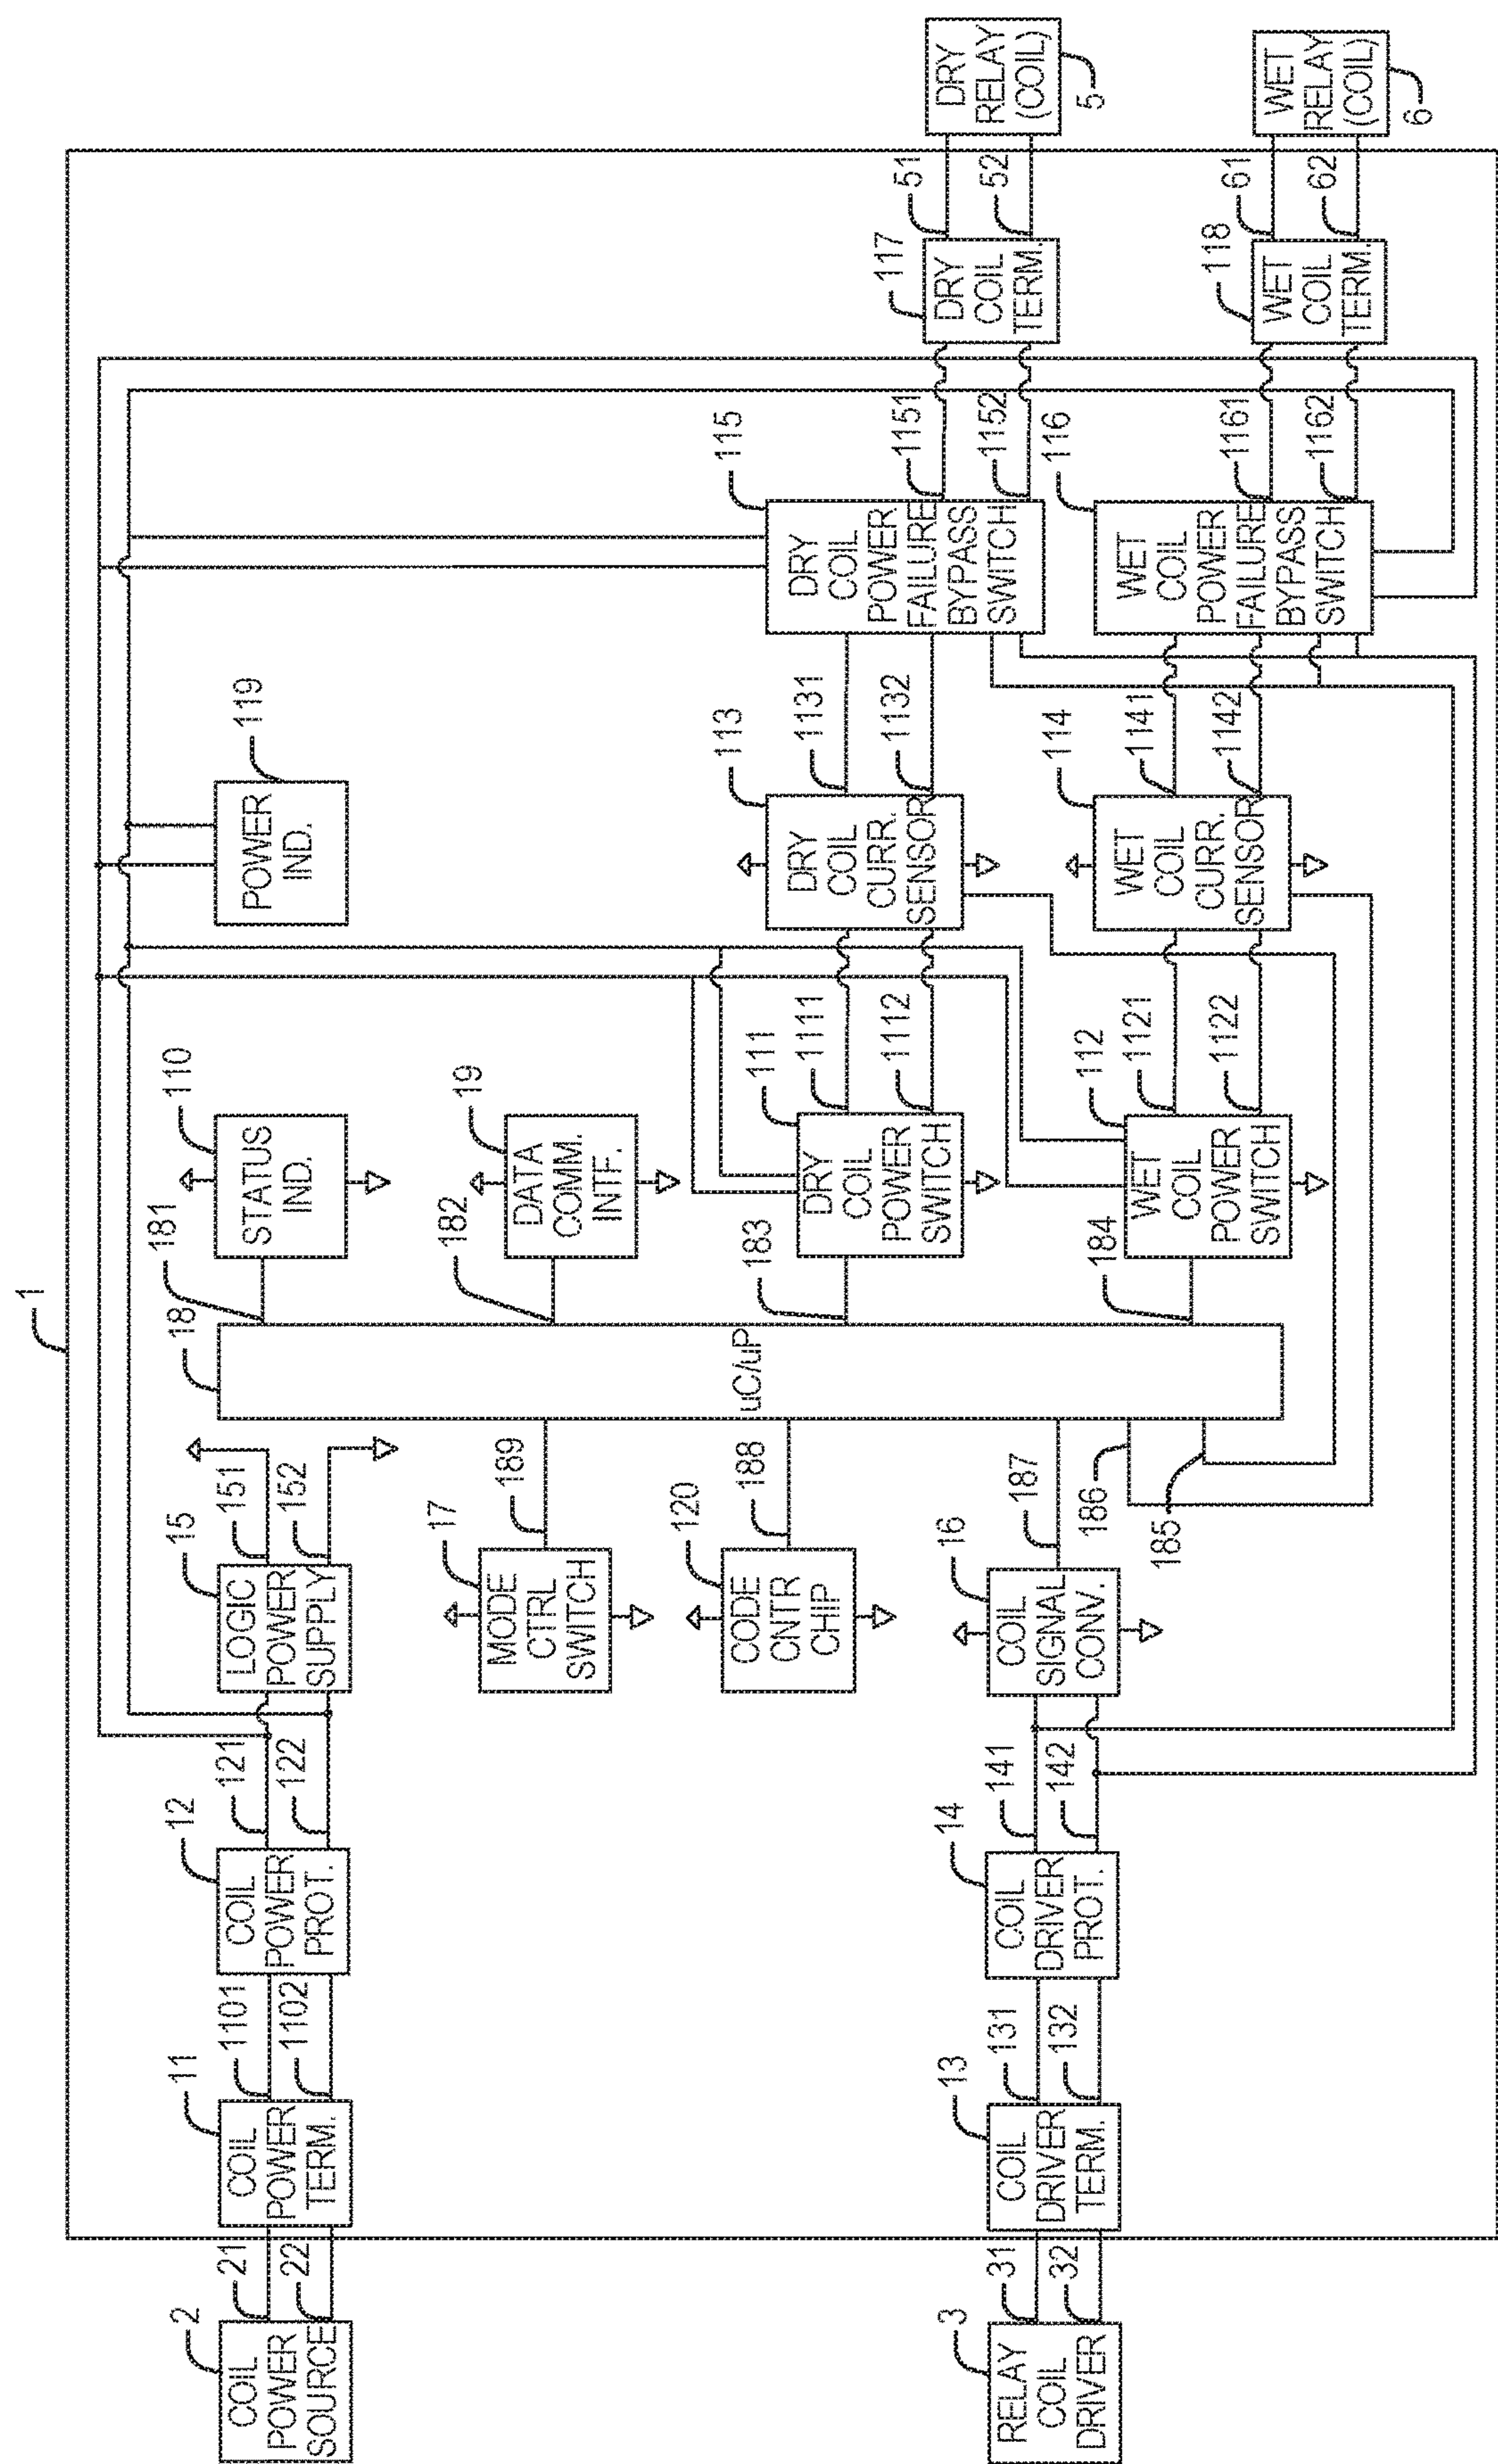 1
2
COIL
POWER
SOURCE
21
22
11
COIL
POWER
TERM.
1101
1102
12
COIL
POWER
PROT.
121
122
15
LOGIC
POWER
SUPPLY
151
152
18
uC/uP
181
110
STATUS
IND.
119
POWER
IND.
17
MODE
CTRL
SWITCH
189
182
19
DATA
COMM.
INTF.
120
CODE
CNTR
CHIP
188
183
111
DRY
COIL
POWER
SWITCH
1111
1112
113
DRY
COIL
CURR.
SENSOR
1131
1132
115
DRY
COIL
POWER
FAILURE
BYPASS
SWITCH
1151
1152
117
DRY
COIL
TERM.
51
52
DRY
RELAY
(COIL)
5
3
RELAY
COIL
DRIVER
31
32
13
COIL
DRIVER
TERM.
131
132
14
COIL
DRIVER
PROT.
141
142
16
COIL
SIGNAL
CONV.
187
186
185
184
112
WET
COIL
POWER
SWITCH
1121
1122
114
WET
COIL
CURR.
SENSOR
1141
1142
116
WET
COIL
POWER
FAILURE
BYPASS
SWITCH
1161
1162
118
WET
COIL
TERM.
61
62
WET
RELAY
(COIL)
6